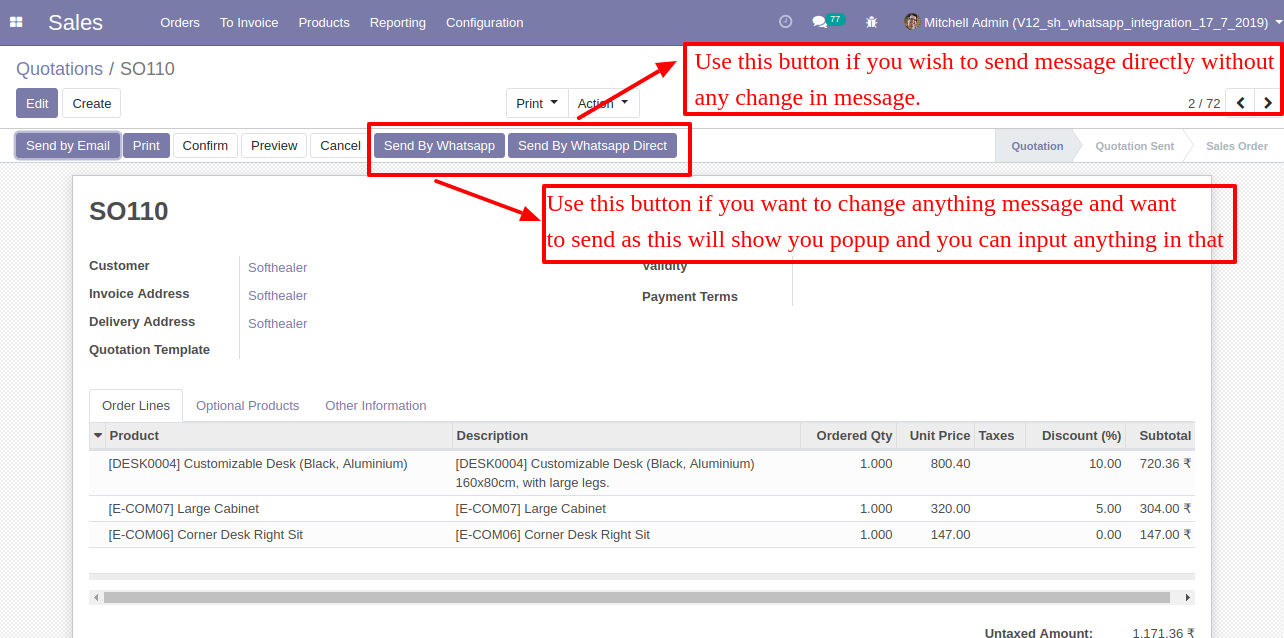 Sales Orders To Invoice Products Reporting Configuration 77 Mitchell Admin (V12_sh_whatsapp_integration_17_7_2019)
Quotations / SO110
Use this button if you wish to send message directly without
any change in message.
Edit Create Print Action 2 / 72
Send by Email Print Confirm Preview Cancel Send By Whatsapp Send By Whatsapp Direct Quotation Quotation Sent Sales Order
SO110
Use this button if you want to change anything message and want
to send as this will show you popup and you can input anything in that
Customer Softhealer Validity
Invoice Address Softhealer Payment Terms
Delivery Address Softhealer
Quotation Template
Order Lines Optional Products Other Information
Product Description Ordered Qty Unit Price Taxes Discount (%) Subtotal
[DESK0004] Customizable Desk (Black, Aluminium) [DESK0004] Customizable Desk (Black, Aluminium) 1.000 800.40 10.00 720.36 ₹
160x80cm, with large legs.
[E-COM07] Large Cabinet [E-COM07] Large Cabinet 1.000 320.00 5.00 304.00 ₹
[E-COM06] Corner Desk Right Sit [E-COM06] Corner Desk Right Sit 1.000 147.00 0.00 147.00 ₹
Untaxed Amount: 1,171.36 ₹